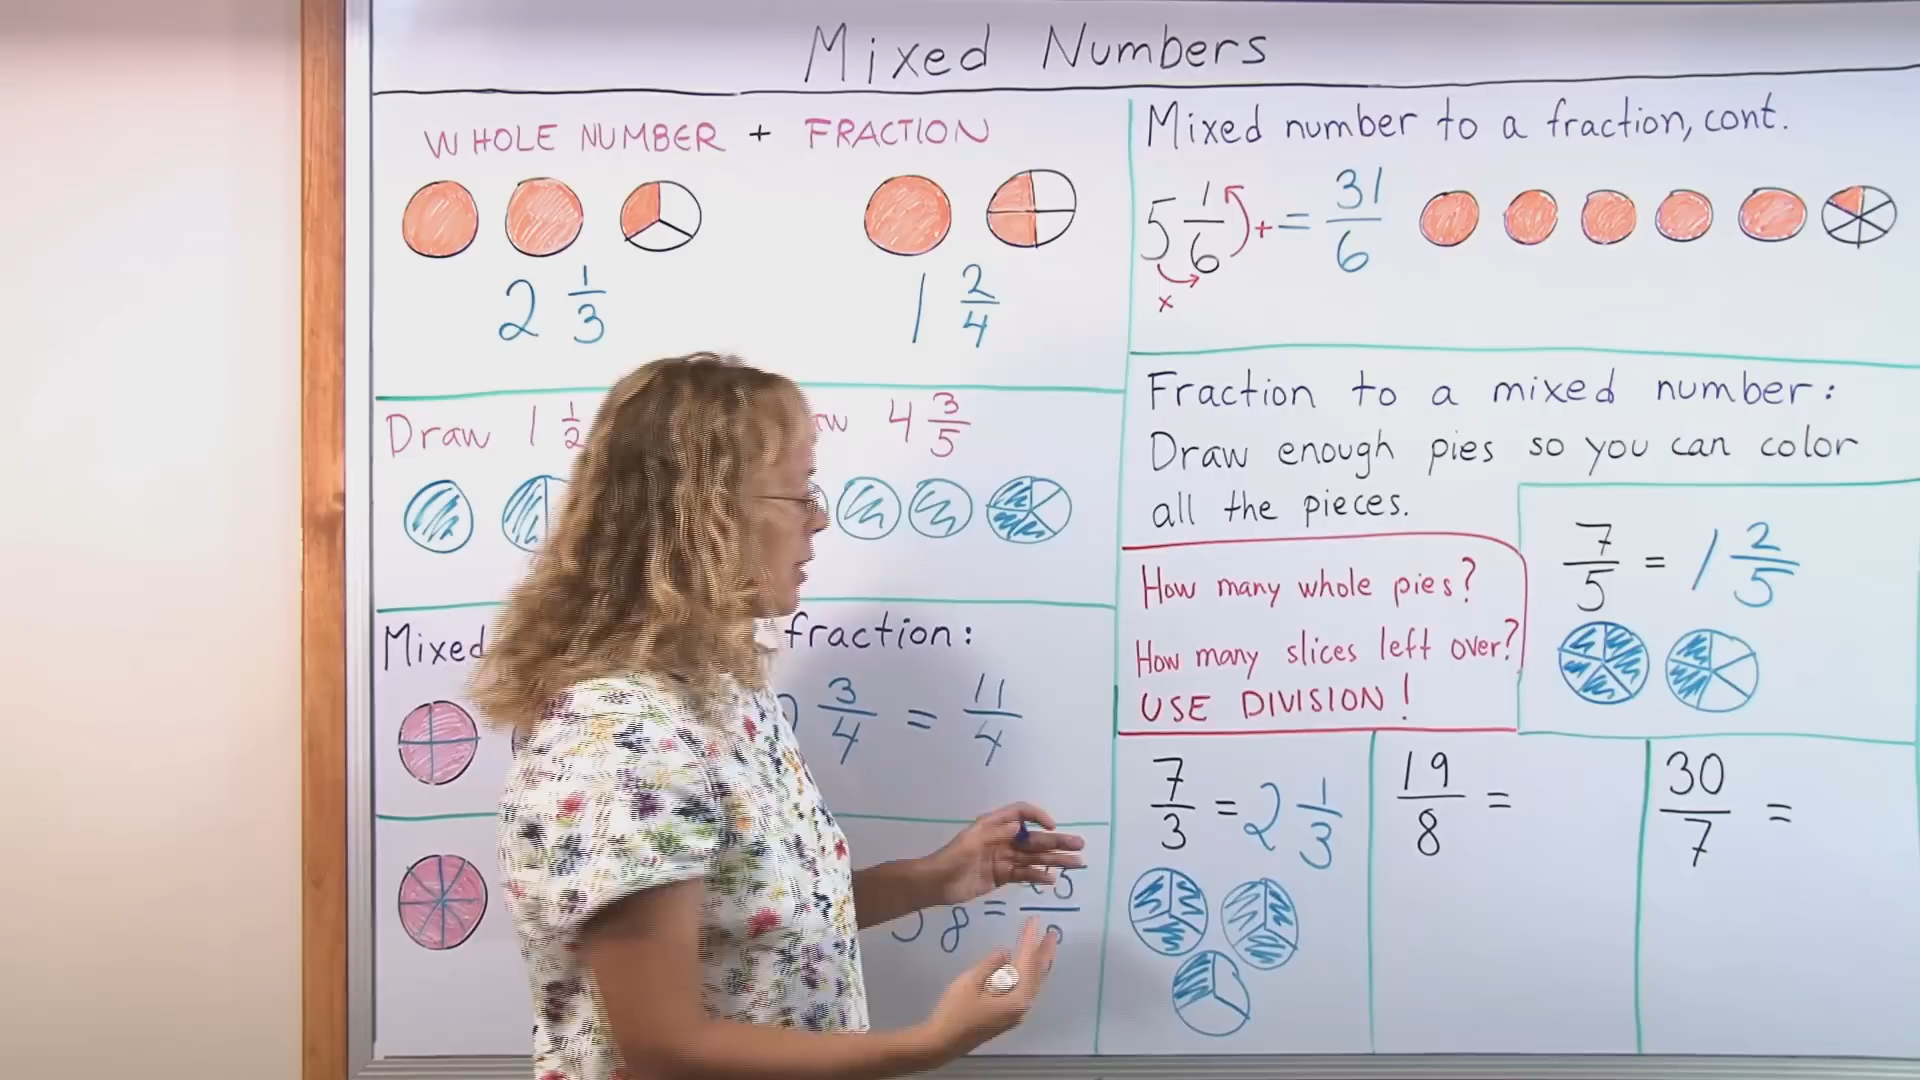 Mixed Numbers
WHOLE NUMBER + FRACTION
2 1/3
1 2/4
Draw 1 1/2
4 3/5
Mixed fraction:
3/4 = 11/4
8 =
Mixed number to a fraction, cont.
5 1/6 + = 31/6
x
Fraction to a mixed number:
Draw enough pies so you can color
all the pieces.
How many whole pies?
How many slices left over?
USE DIVISION!
7/5 = 1 2/5
7/3 = 2 1/3
19/8 =
30/7 =